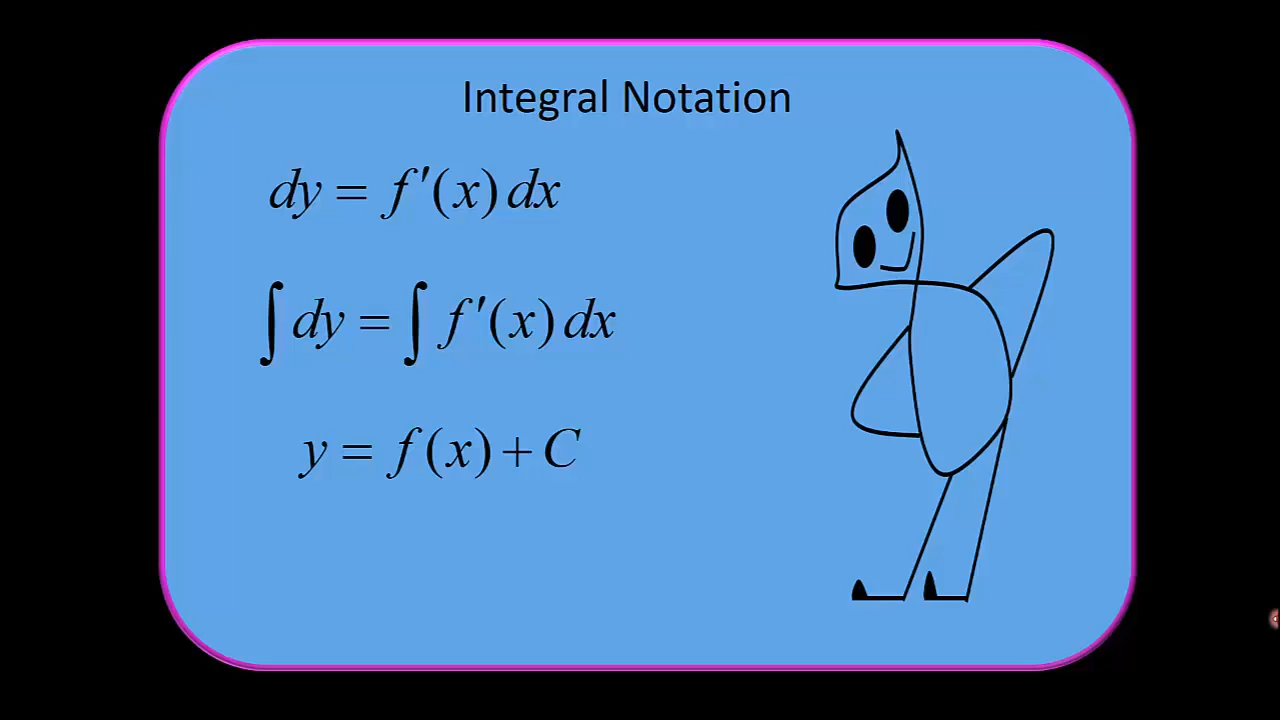 Integral Notation
dy = f′(x) dx
∫ dy = ∫ f′(x) dx
y = f(x) + C